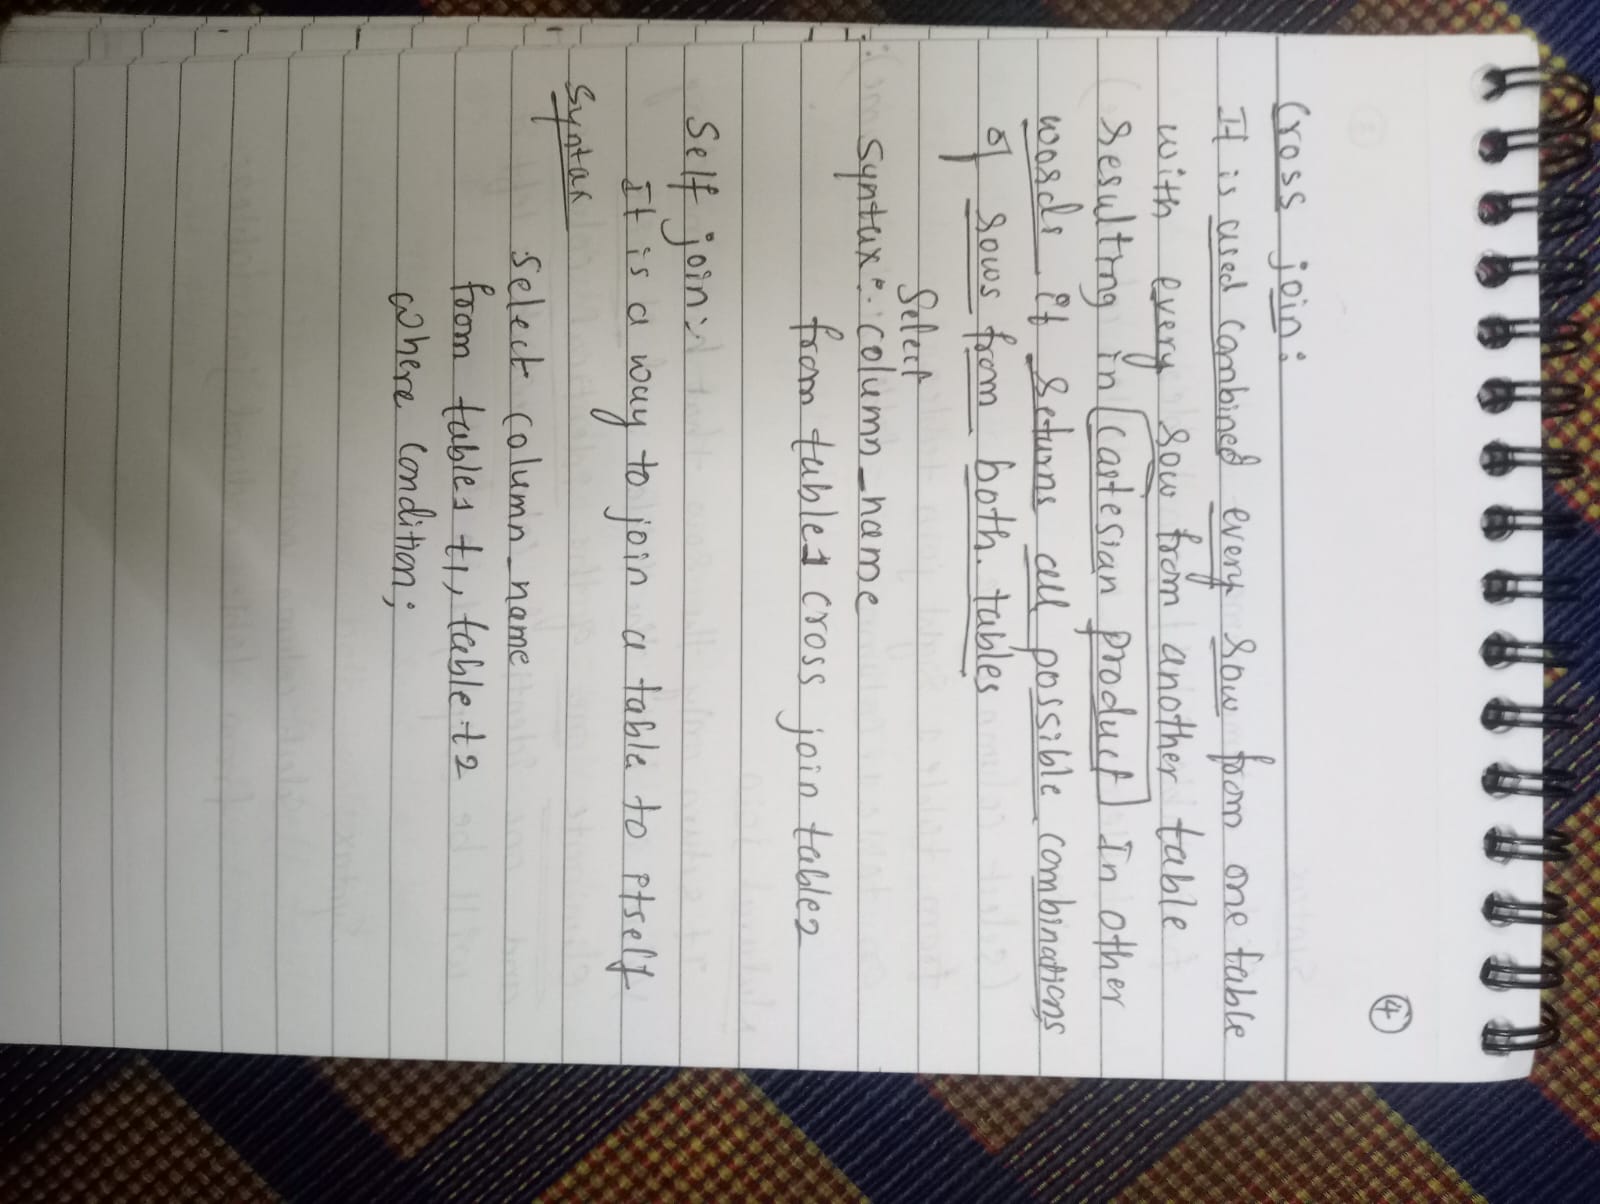 ④
Cross join:
It is used combined every row from one table
with every row from another table
resulting in cartesian product In other
words it returns all possible combinations
of rows from both tables
Select
Syntax: column_name
from table1 cross join table2
Self join:
It is a way to join a table to itself
Syntax
select column_name
from table1 t1, table t2
where condition;